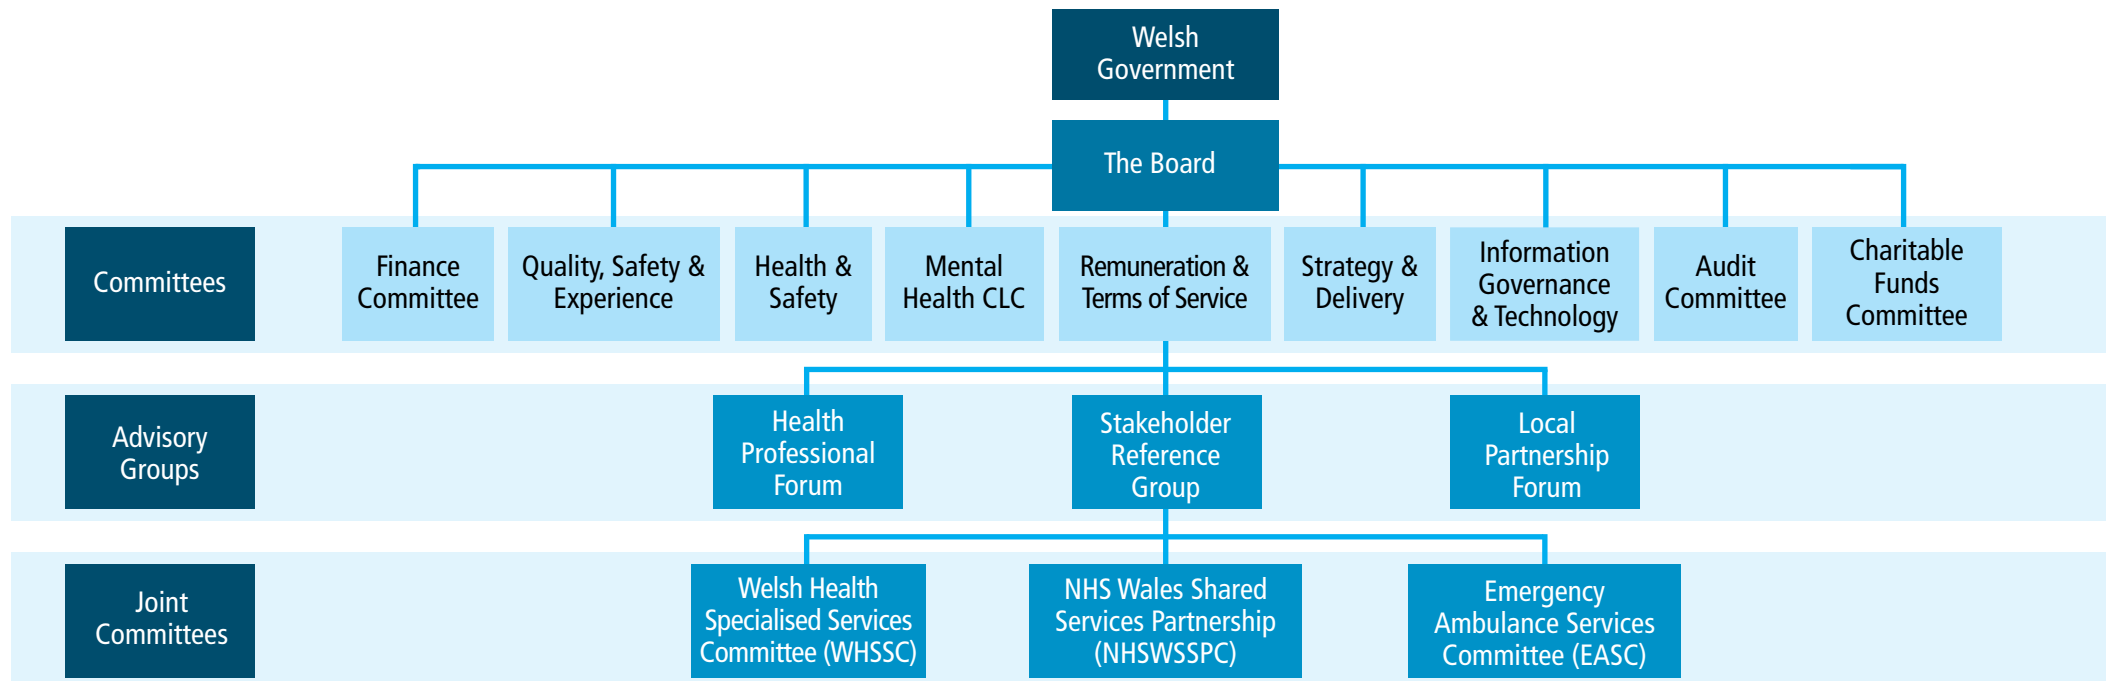 Welsh
Government
The Board
Committees
Finance
Committee
Quality, Safety &
Experience
Health &
Safety
Mental
Health CLC
Remuneration &
Terms of Service
Strategy &
Delivery
Information
Governance
& Technology
Audit
Committee
Charitable
Funds
Committee
Advisory
Groups
Health
Professional
Forum
Stakeholder
Reference
Group
Local
Partnership
Forum
Joint
Committees
Welsh Health
Specialised Services
Committee (WHSSC)
NHS Wales Shared
Services Partnership
(NHSWSSPC)
Emergency
Ambulance Services
Committee (EASC)